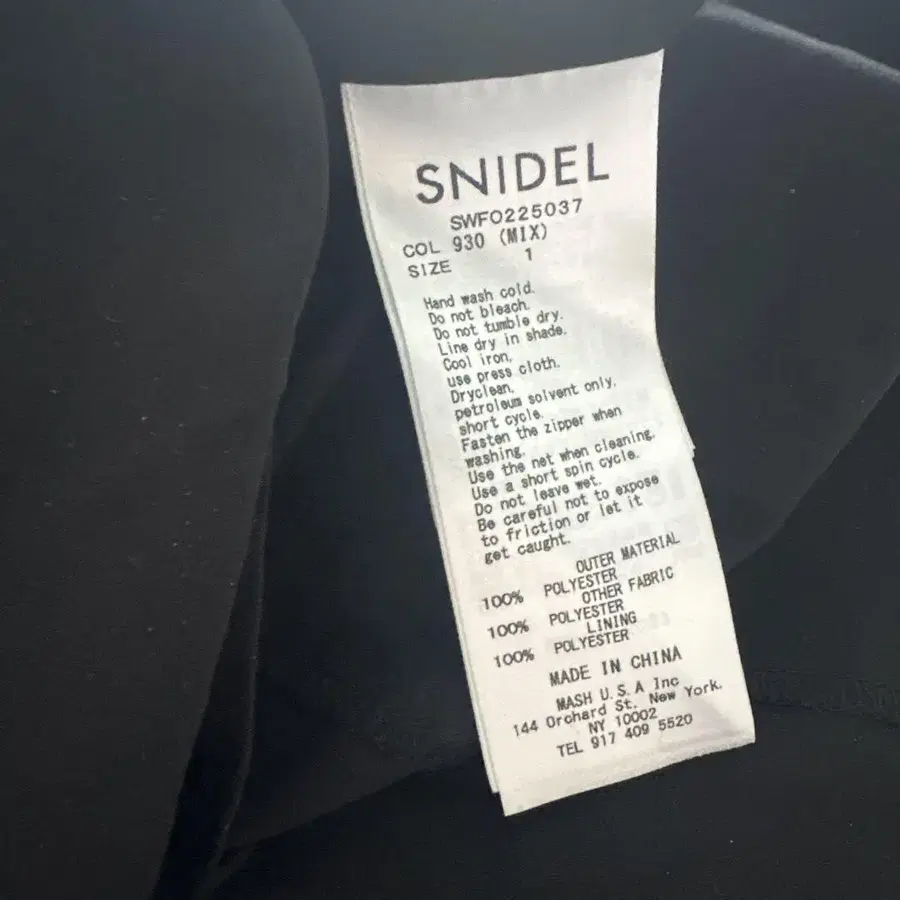 SNIDEL
SWFO225037
COL 930 (MIX)
SIZE 1
Hand wash cold.
Do not bleach.
Do not tumble dry.
Line dry in shade.
Cool iron,
use press cloth.
Dryclean,
petroleum solvent only,
short cycle.
Fasten the zipper when
washing.
Use the net when cleaning.
Use a short spin cycle.
Do not leave wet.
Be careful not to expose
to friction or let it
get caught.
OUTER MATERIAL
100% POLYESTER
OTHER FABRIC
100% POLYESTER
LINING
100% POLYESTER
MADE IN CHINA
MASH U.S.A Inc
144 Orchard St. New York.
NY 10002
TEL 917 409 5520